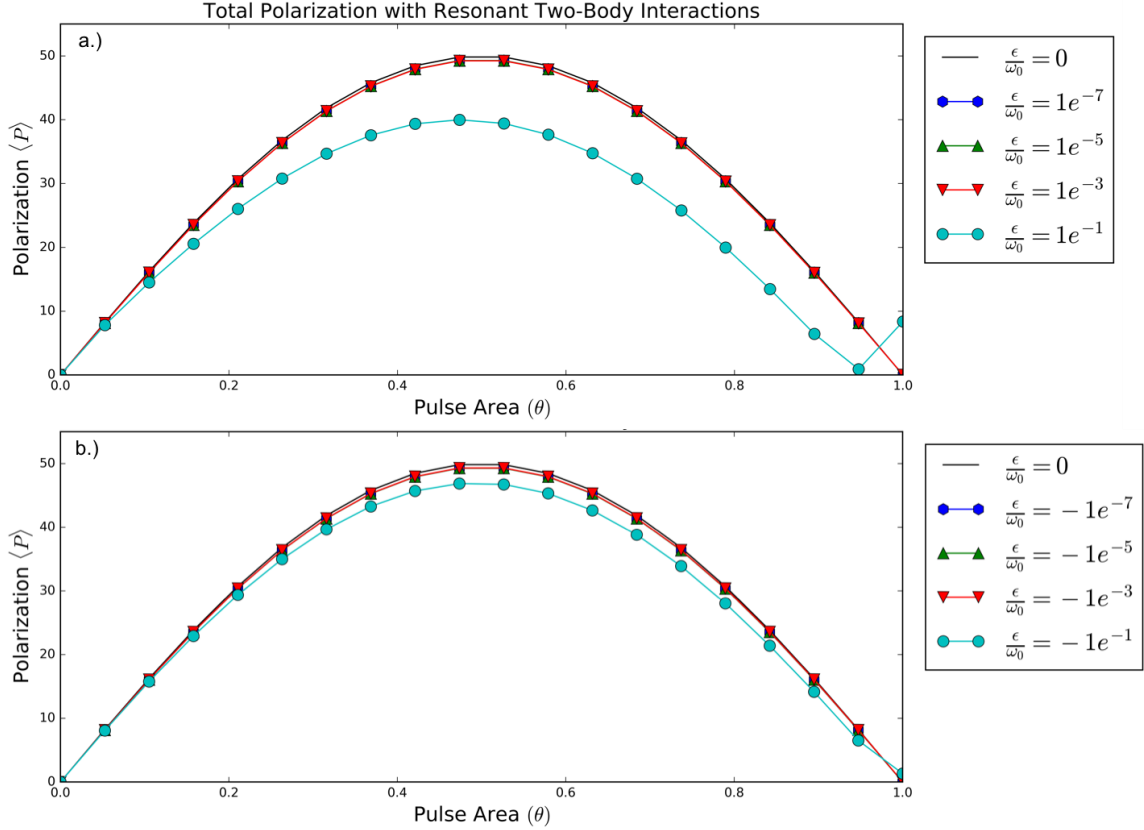 Total Polarization with Resonant Two-Body Interactions
a.)
Polarization ⟨P⟩
50
40
30
20
10
0
0.0 0.2 0.4 0.6 0.8 1.0
Pulse Area (θ)
ϵ/ω₀ = 0
ϵ/ω₀ = 1e⁻⁷
ϵ/ω₀ = 1e⁻⁵
ϵ/ω₀ = 1e⁻³
ϵ/ω₀ = 1e⁻¹
b.)
Polarization ⟨P⟩
50
40
30
20
10
0
0.0 0.2 0.4 0.6 0.8 1.0
Pulse Area (θ)
ϵ/ω₀ = 0
ϵ/ω₀ = − 1e⁻⁷
ϵ/ω₀ = − 1e⁻⁵
ϵ/ω₀ = − 1e⁻³
ϵ/ω₀ = − 1e⁻¹